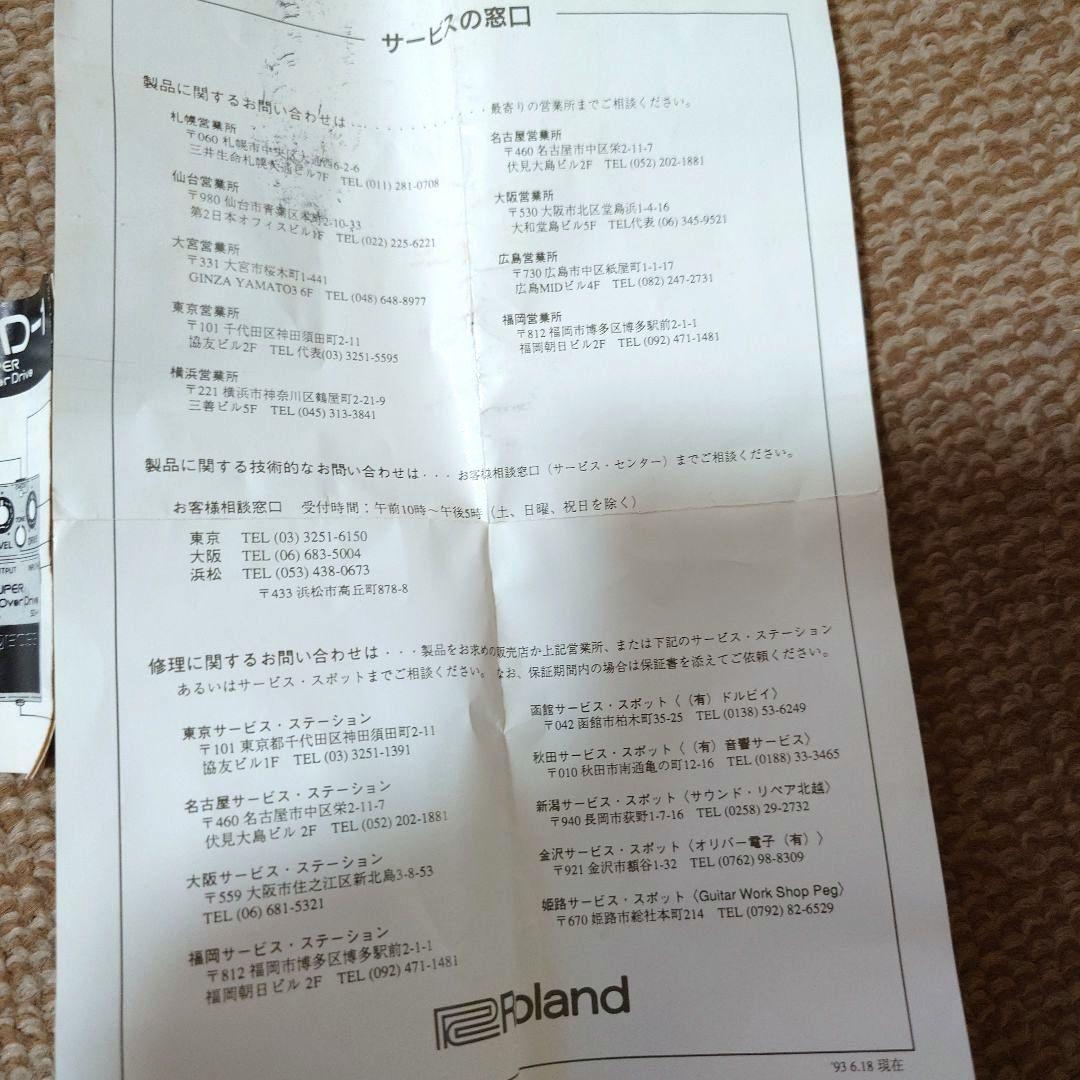 サービスの窓口
製品に関するお問い合わせは・・・・・・・・・・・・・・最寄りの営業所までご相談ください。
札幌営業所
〒060 札幌市中央区大通西6-2-6
三井生命札幌大通ビル7F TEL (011) 281-0708
仙台営業所
〒980 仙台市青葉区本町2-10-33
第2日本オフィスビル1F TEL (022) 225-6221
大宮営業所
〒331 大宮市桜木町1-441
GINZA YAMATO3 6F TEL (048) 648-8977
東京営業所
〒101 千代田区神田須田町2-11
協友ビル2F TEL 代表(03) 3251-5595
横浜営業所
〒221 横浜市神奈川区鶴屋町2-21-9
三善ビル5F TEL (045) 313-3841
名古屋営業所
〒460 名古屋市中区栄2-11-7
伏見大島ビル2F TEL (052) 202-1881
大阪営業所
〒530 大阪市北区堂島浜1-4-16
大和堂島ビル5F TEL代表 (06) 345-9521
広島営業所
〒730 広島市中区紙屋町1-1-17
広島MIDビル4F TEL (082) 247-2731
福岡営業所
〒812 福岡市博多区博多駅前2-1-1
福岡朝日ビル2F TEL (092) 471-1481
製品に関する技術的なお問い合わせは・・・お客様相談窓口（サービス・センター）までご相談ください。
お客様相談窓口 受付時間：午前10時〜午後5時（土、日曜、祝日を除く）
東京 TEL (03) 3251-6150
大阪 TEL (06) 683-5004
浜松 TEL (053) 438-0673
〒433 浜松市高丘町878-8
修理に関するお問い合わせは・・・製品をお求めの販売店か上記営業所、または下記のサービス・ステーション
あるいはサービス・スポットまでご相談ください。なお、保証期間内の場合は保証書を添えてご依頼ください。
東京サービス・ステーション
〒101 東京都千代田区神田須田町2-11
協友ビル1F TEL (03) 3251-1391
名古屋サービス・ステーション
〒460 名古屋市中区栄2-11-7
伏見大島ビル 2F TEL (052) 202-1881
大阪サービス・ステーション
〒559 大阪市住之江区新北島3-8-53
TEL (06) 681-5321
福岡サービス・ステーション
〒812 福岡市博多区博多駅前2-1-1
福岡朝日ビル 2F TEL (092) 471-1481
函館サービス・スポット〈（有）ドルビイ〉
〒042 函館市柏木町35-25 TEL (0138) 53-6249
秋田サービス・スポット〈（有）音響サービス〉
〒010 秋田市南通亀の町12-16 TEL (0188) 33-3465
新潟サービス・スポット〈サウンド・リペア北越〉
〒940 長岡市荻野1-7-16 TEL (0258) 29-2732
金沢サービス・スポット〈オリバー電子（有）〉
〒921 金沢市額谷1-32 TEL (0762) 98-8309
姫路サービス・スポット〈Guitar Work Shop Peg〉
〒670 姫路市総社本町214 TEL (0792) 82-6529
Roland
'93 6.18 現在